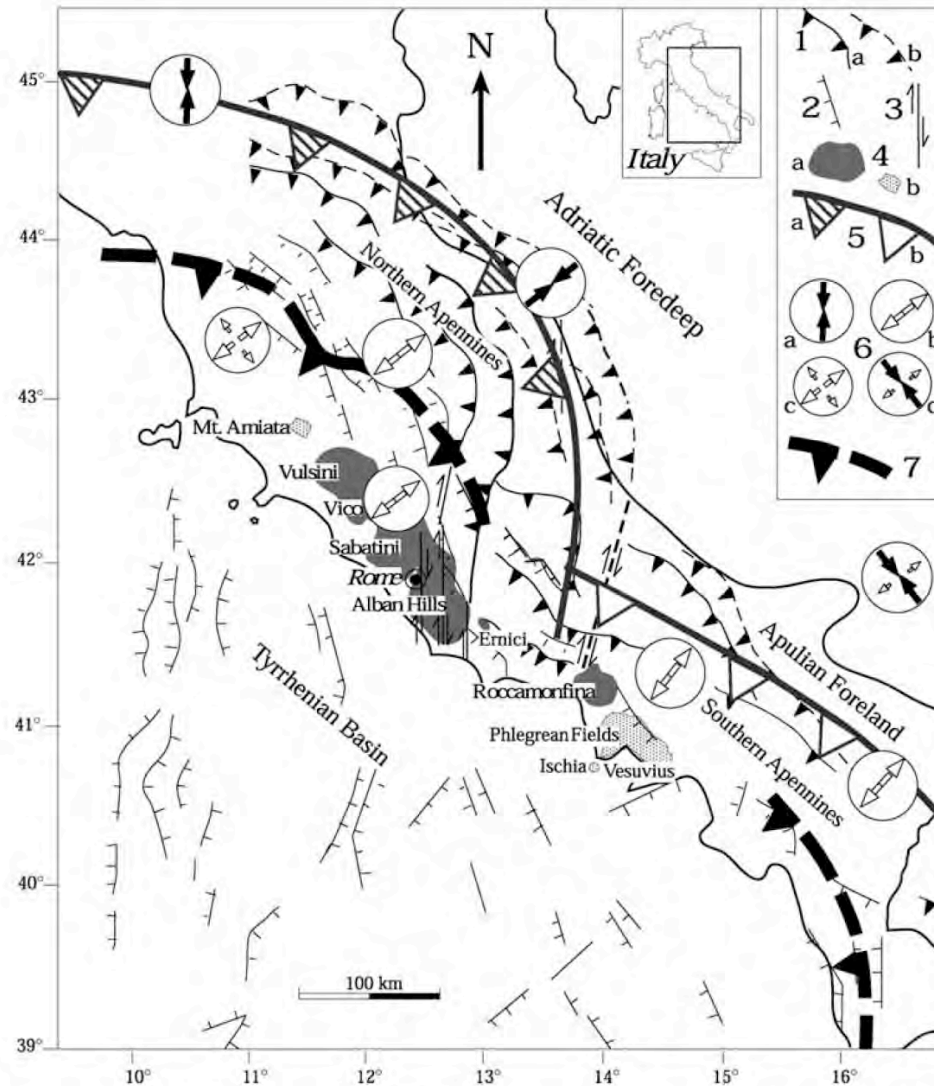 N
Italy
1
a
b
2
3
a
4
b
a
5
b
a
b
6
c
d
7
45°
44°
43°
42°
41°
40°
39°
Adriatic Foredeep
Northern Apennines
Mt. Amiata
Vulsini
Vico
Sabatini
Rome
Alban Hills
Ernici
Roccamonfina
Phlegrean Fields
Ischia
Vesuvius
Tyrrhenian Basin
Apulian Foreland
Southern Apennines
100 km
10°
11°
12°
13°
14°
15°
16°